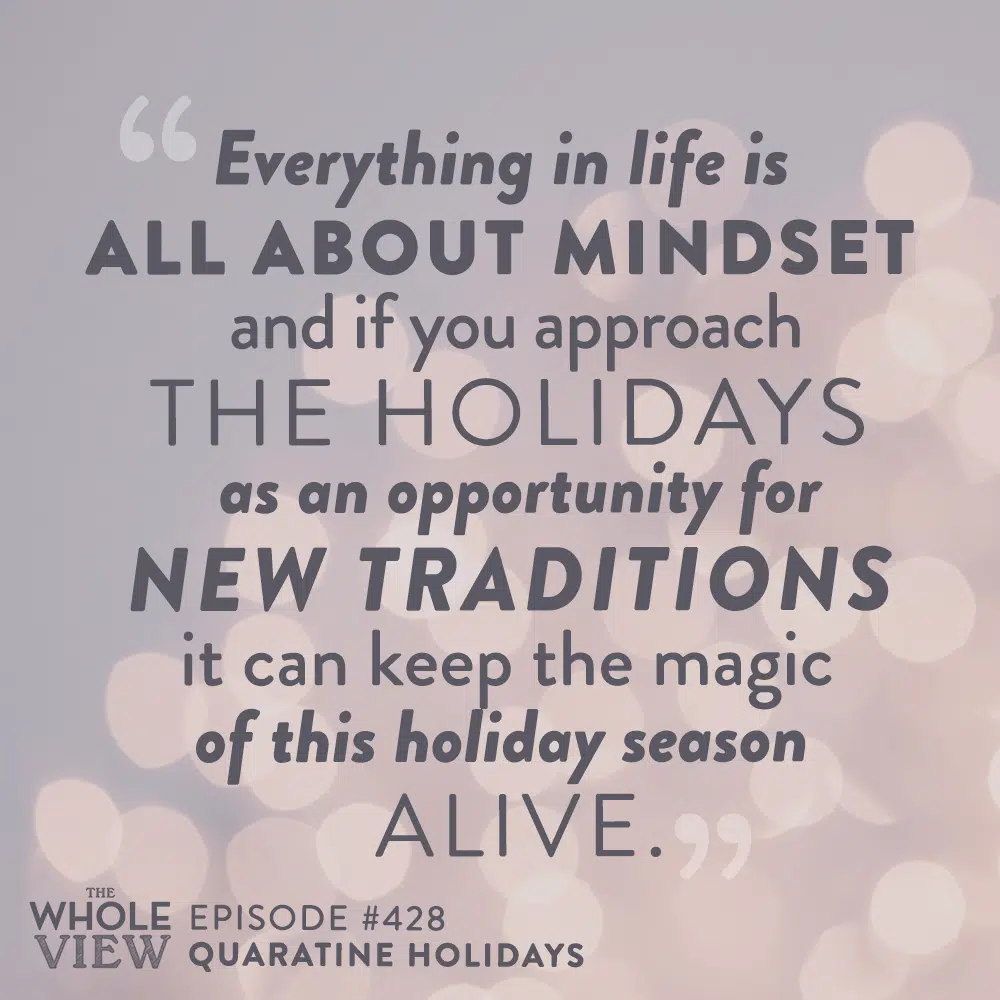 “Everything in life is
ALL ABOUT MINDSET
and if you approach
THE HOLIDAYS
as an opportunity for
NEW TRADITIONS
it can keep the magic
of this holiday season
ALIVE.”
THE
WHOLE
VIEW
EPISODE #428
QUARATINE HOLIDAYS